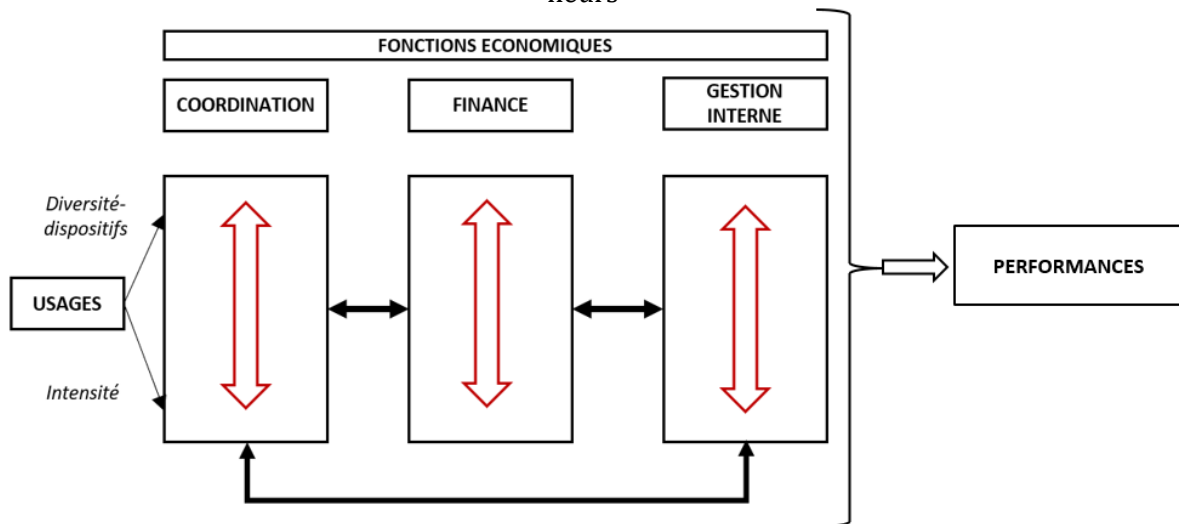 FONCTIONS ECONOMIQUES
COORDINATION
FINANCE
GESTION
INTERNE
Diversité-
dispositifs
USAGES
Intensité
PERFORMANCES